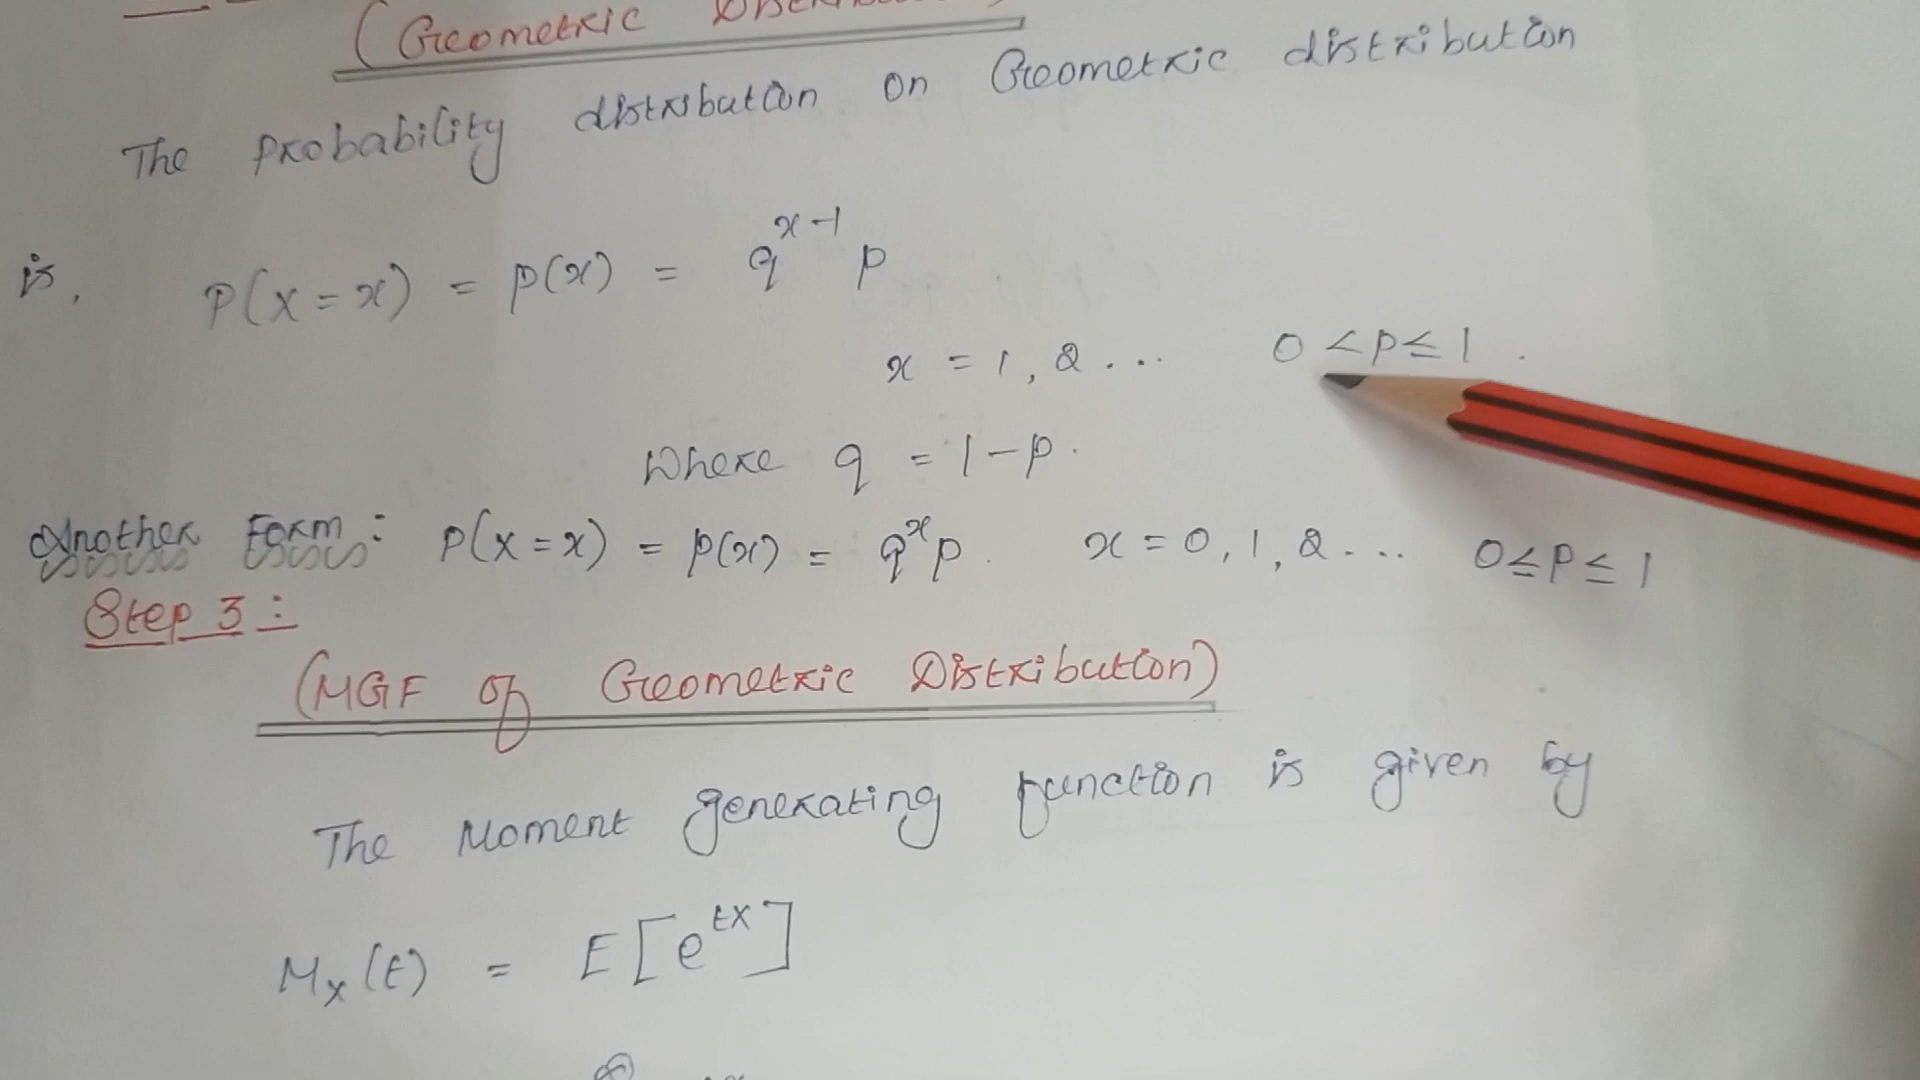 (Geometric
The probability distribution on Geometric distribution
is, P(X=x) = p(x) = q^{x-1} p
x = 1, 2 ... 0 < p ≤ 1.
Where q = 1-p.
Another Form: P(X=x) = p(x) = q^x p. x = 0, 1, 2 ... 0 ≤ p ≤ 1
Step 3:
(MGF of Geometric Distribution)
The Moment generating function is given by
M_X(t) = E[e^{tX}]